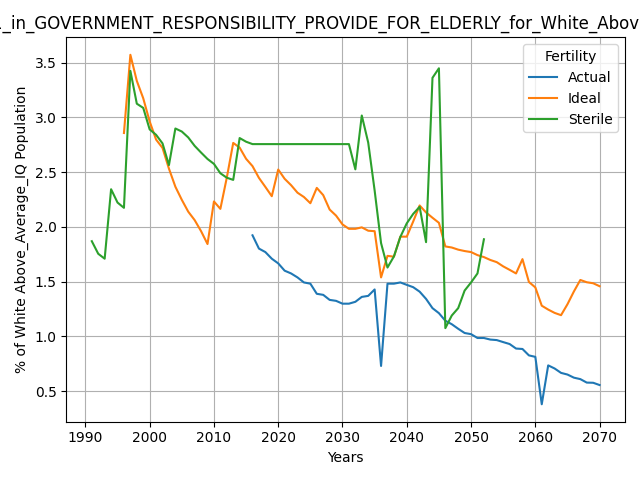 _in_GOVERNMENT_RESPONSIBILITY_PROVIDE_FOR_ELDERLY_for_White_Abov
Fertility
Actual
Ideal
Sterile
% of White Above_Average_IQ Population
3.5
3.0
2.5
2.0
1.5
1.0
0.5
1990 2000 2010 2020 2030 2040 2050 2060 2070
Years